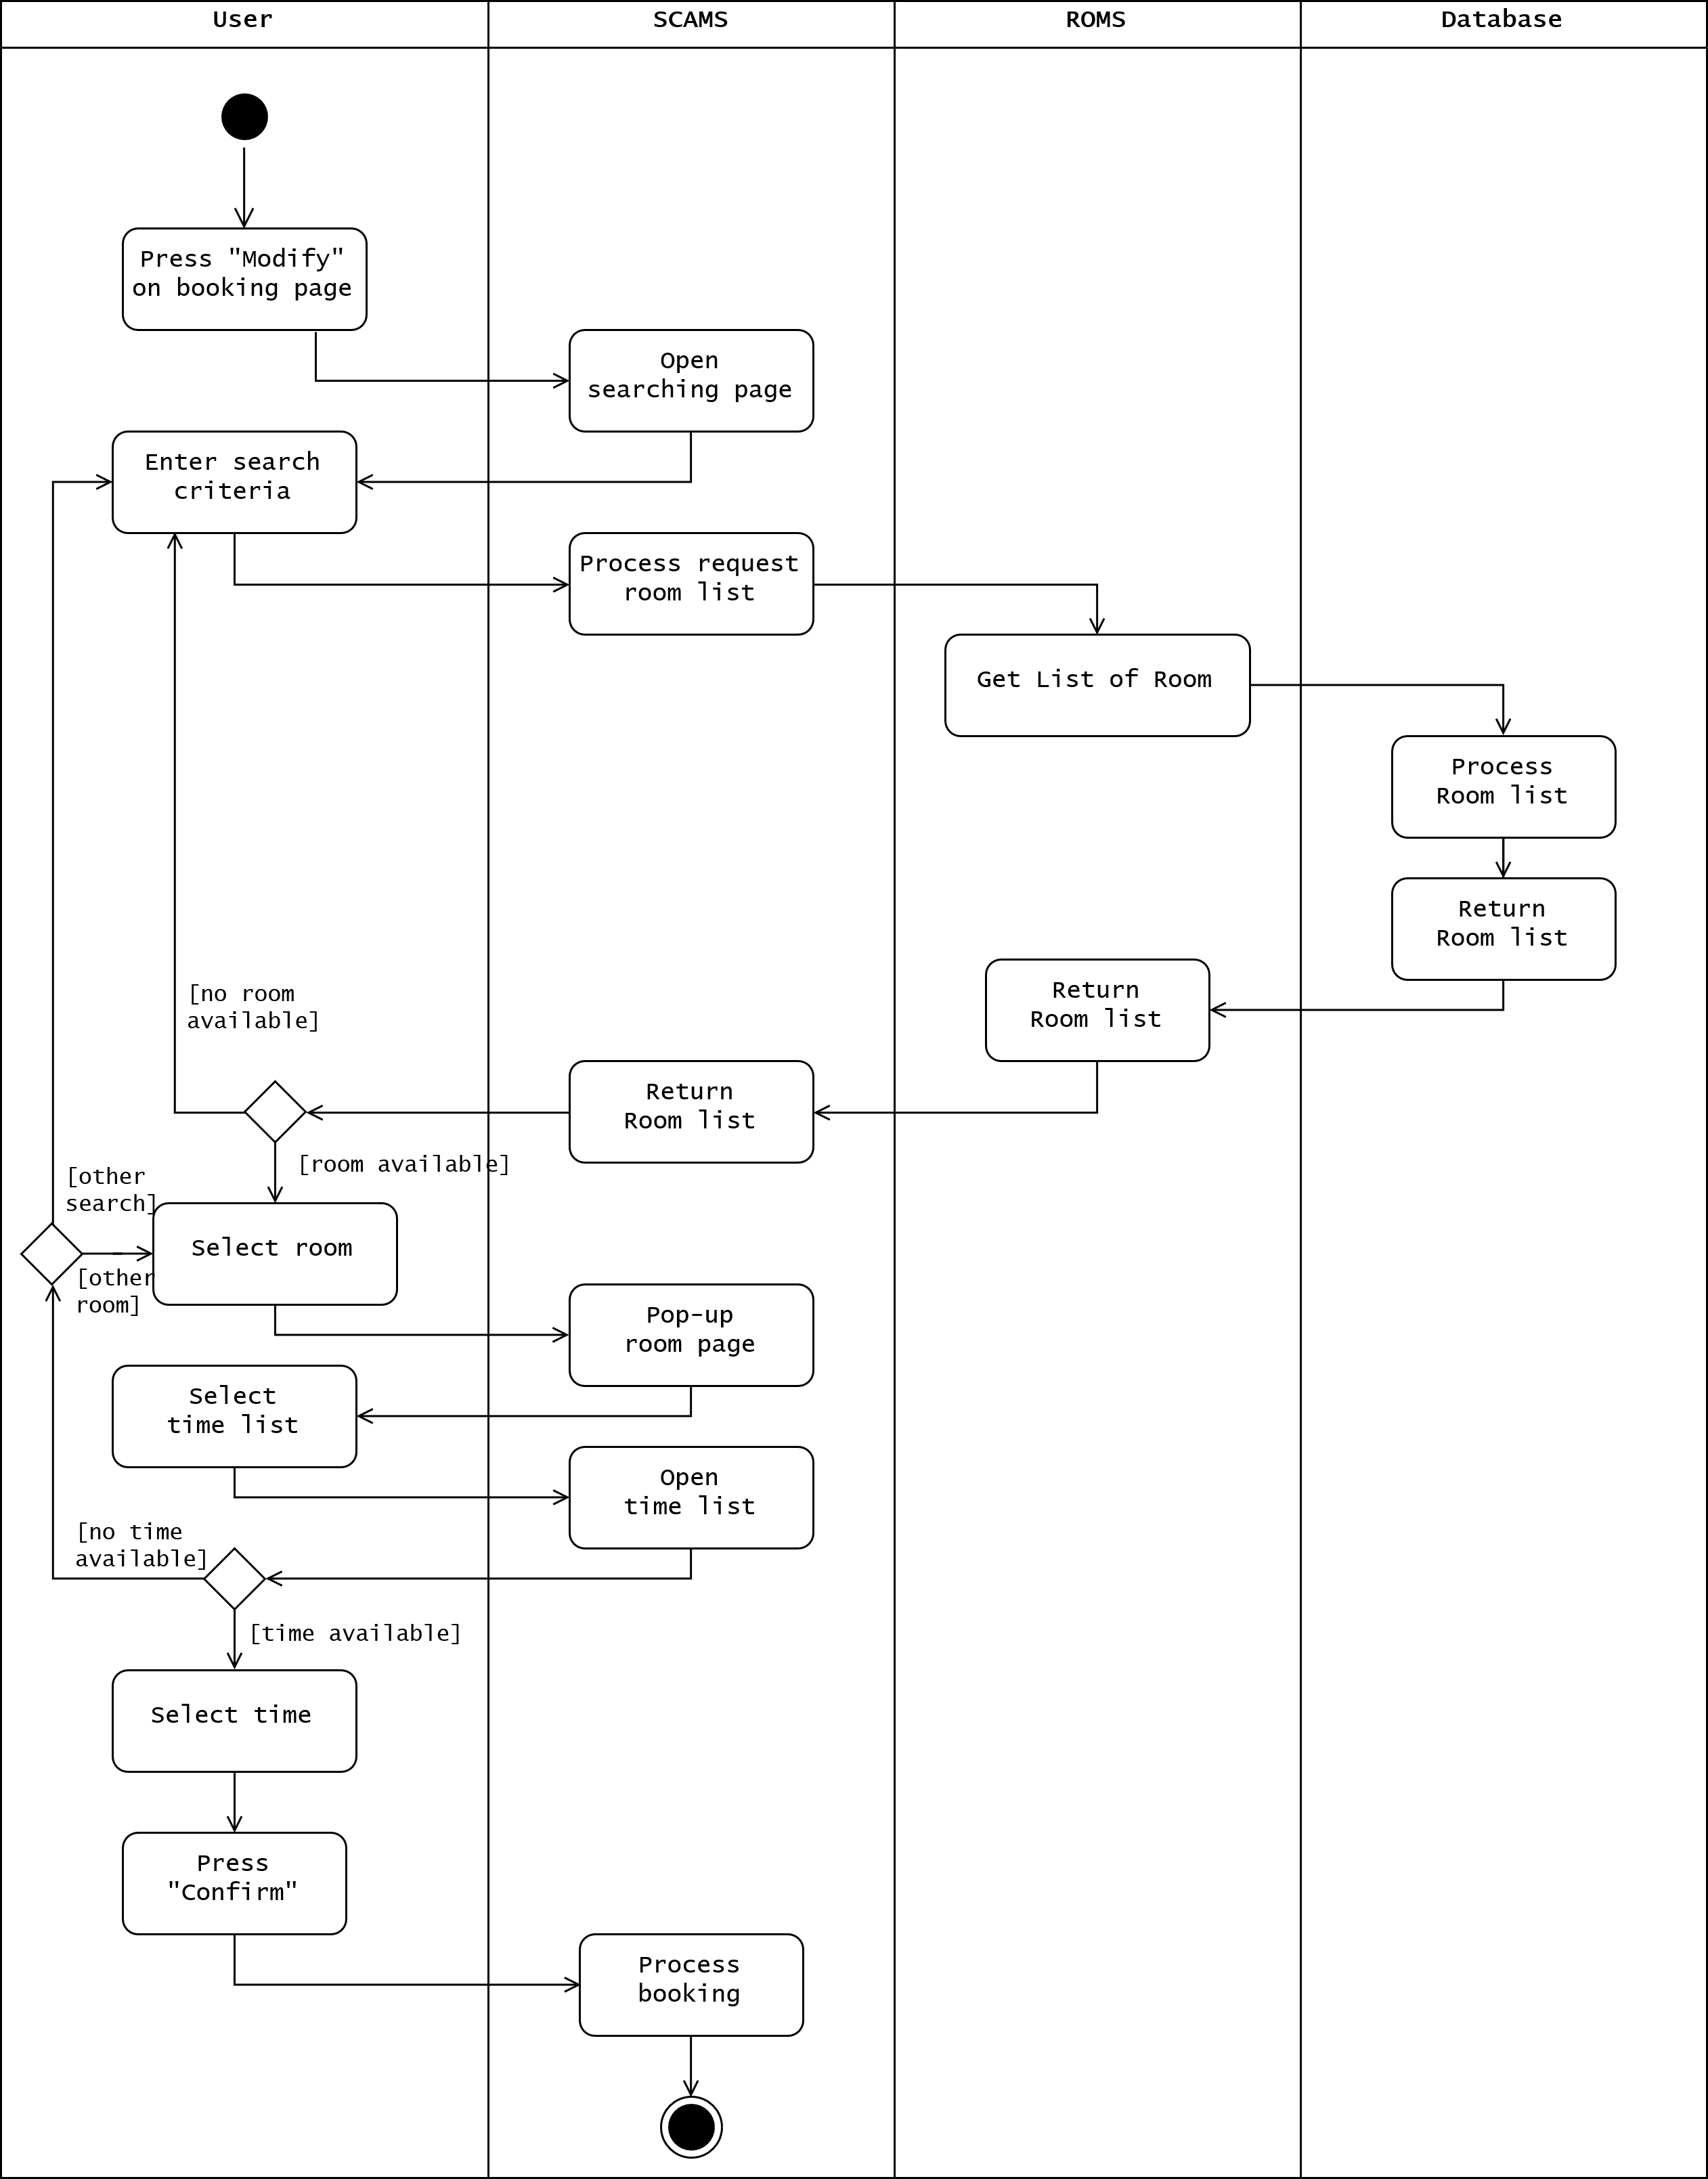 User
SCAMS
ROMS
Database
Press "Modify"
on booking page
Open
searching page
Enter search
criteria
Process request
room list
Get List of Room
Process
Room list
Return
Room list
Return
Room list
[no room
available]
Return
Room list
[room available]
[other
search]
Select room
[other
room]
Pop-up
room page
Select
time list
Open
time list
[no time
available]
[time available]
Select time
Press
"Confirm"
Process
booking